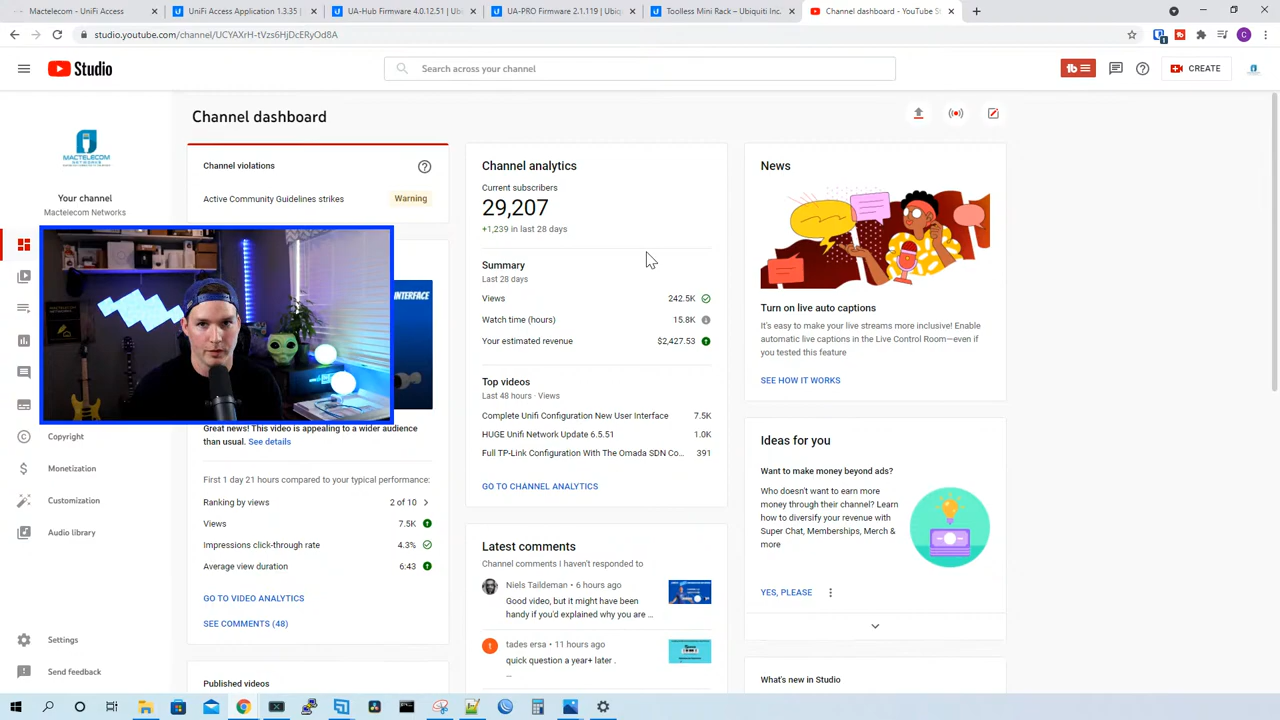 UniFi Access
UniFi Access Application 1.3.35 |
UA-Hub Firmware 4.0.12.51 | Ub
UA-PRO Firmware 2.1.119 | Ubiq
Toolless Mini Rack – Ubiquiti Inc.
Channel dashboard - YouTube St
studio.youtube.com/channel/UCYAXrH-tVzs6HjDcERyOd8A
1
C
Studio
Search across your channel
tb
CREATE
Channel dashboard
MACTELECOM
NETWORKS
Your channel
Mactelecom Networks
Channel violations
Active Community Guidelines strikes
Warning
INTERFACE
Great news! This video is appealing to a wider audience
than usual. See details
First 1 day 21 hours compared to your typical performance:
Ranking by views 2 of 10
Views 7.5K
Impressions click-through rate 4.3%
Average view duration 6:43
GO TO VIDEO ANALYTICS
SEE COMMENTS (48)
Published videos
Copyright
Monetization
Customization
Audio library
Settings
Send feedback
Channel analytics
Current subscribers
29,207
+1,239 in last 28 days
Summary
Last 28 days
Views 242.5K
Watch time (hours) 15.8K
Your estimated revenue $2,427.53
Top videos
Last 48 hours · Views
Complete Unifi Configuration New User Interface 7.5K
HUGE Unifi Network Update 6.5.51 1.0K
Full TP-Link Configuration With The Omada SDN Co... 391
GO TO CHANNEL ANALYTICS
Latest comments
Channel comments I haven't responded to
Niels Taildeman • 6 hours ago
Good video, but it might have been
handy if you'd explained why you are ...
t
tades ersa • 11 hours ago
quick question a year+ later .
...
News
Turn on live auto captions
It's easy to make your live streams more inclusive! Enable
automatic live captions in the Live Control Room—even if
you tested this feature
SEE HOW IT WORKS
Ideas for you
Want to make money beyond ads?
Who doesn't want to earn more
money through their channel? Learn
how to diversify your revenue with
Super Chat, Memberships, Merch &
more
YES, PLEASE
What's new in Studio